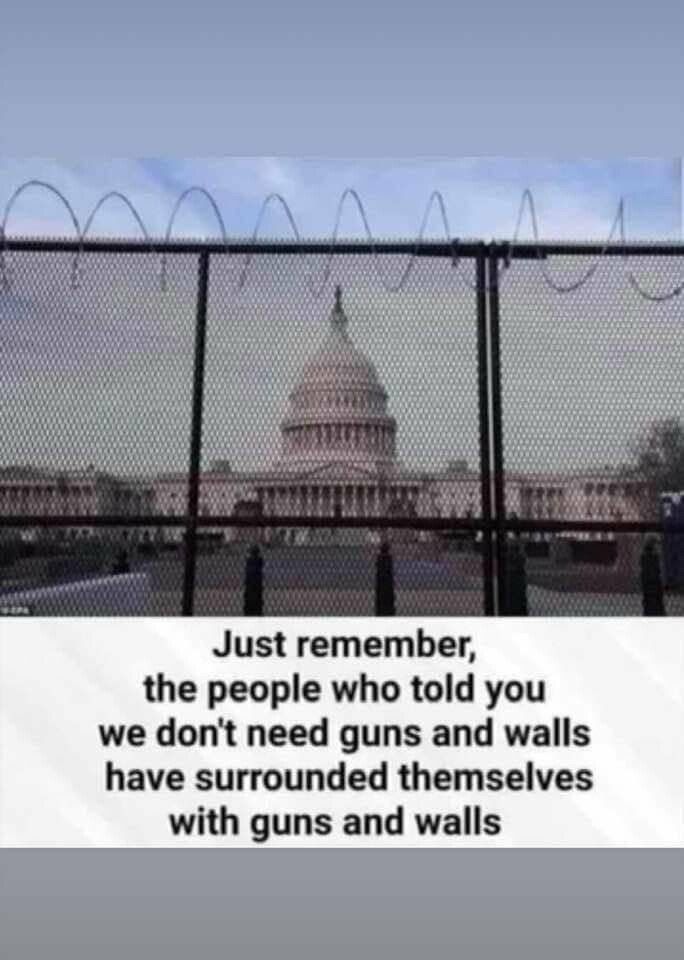 Just remember,
the people who told you
we don't need guns and walls
have surrounded themselves
with guns and walls